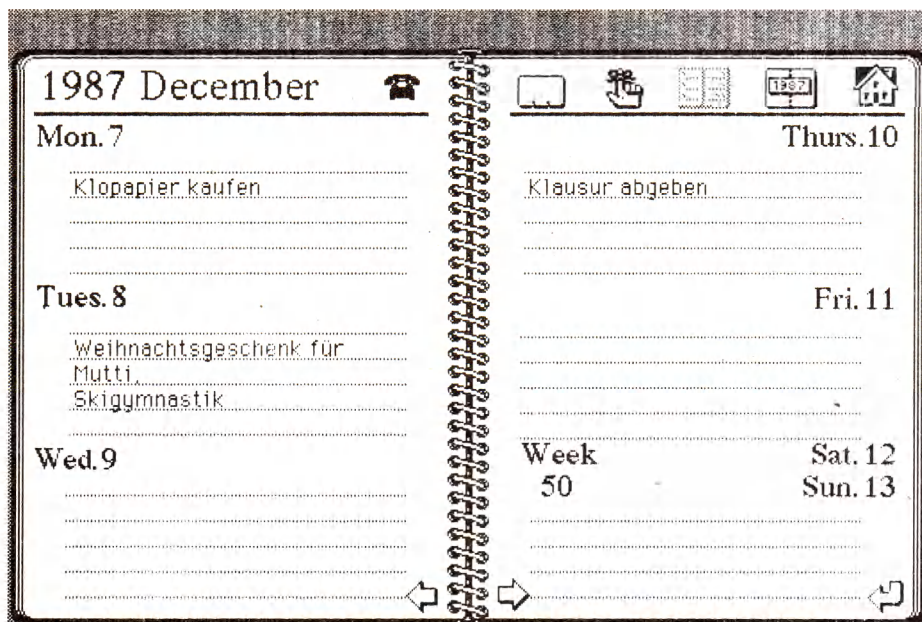 1987 December
Mon. 7
Klopapier kaufen
Tues. 8
Weihnachtsgeschenk für
Mutti,
Skigymnastik
Wed. 9
1987
Thurs. 10
Klausur abgeben
Fri. 11
Week Sat. 12
50 Sun. 13